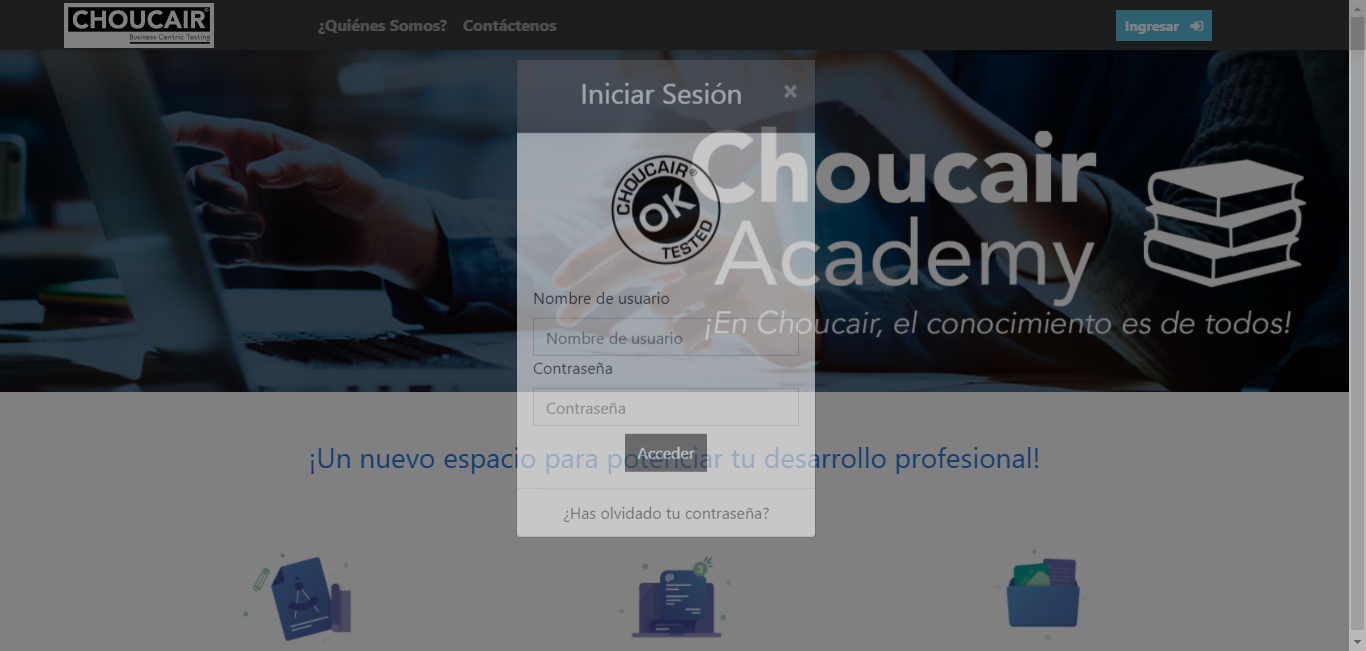 CHOUCAIR®
Business Centric Testing
¿Quiénes Somos?
Contáctenos
Ingresar
Iniciar Sesión
×
CHOUCAIR®
OK
TESTED
Choucair
Academy
¡En Choucair, el conocimiento es de todos!
Nombre de usuario
Nombre de usuario
Contraseña
Contraseña
Acceder
¡Un nuevo espacio para potenciar tu desarrollo profesional!
¿Has olvidado tu contraseña?
3